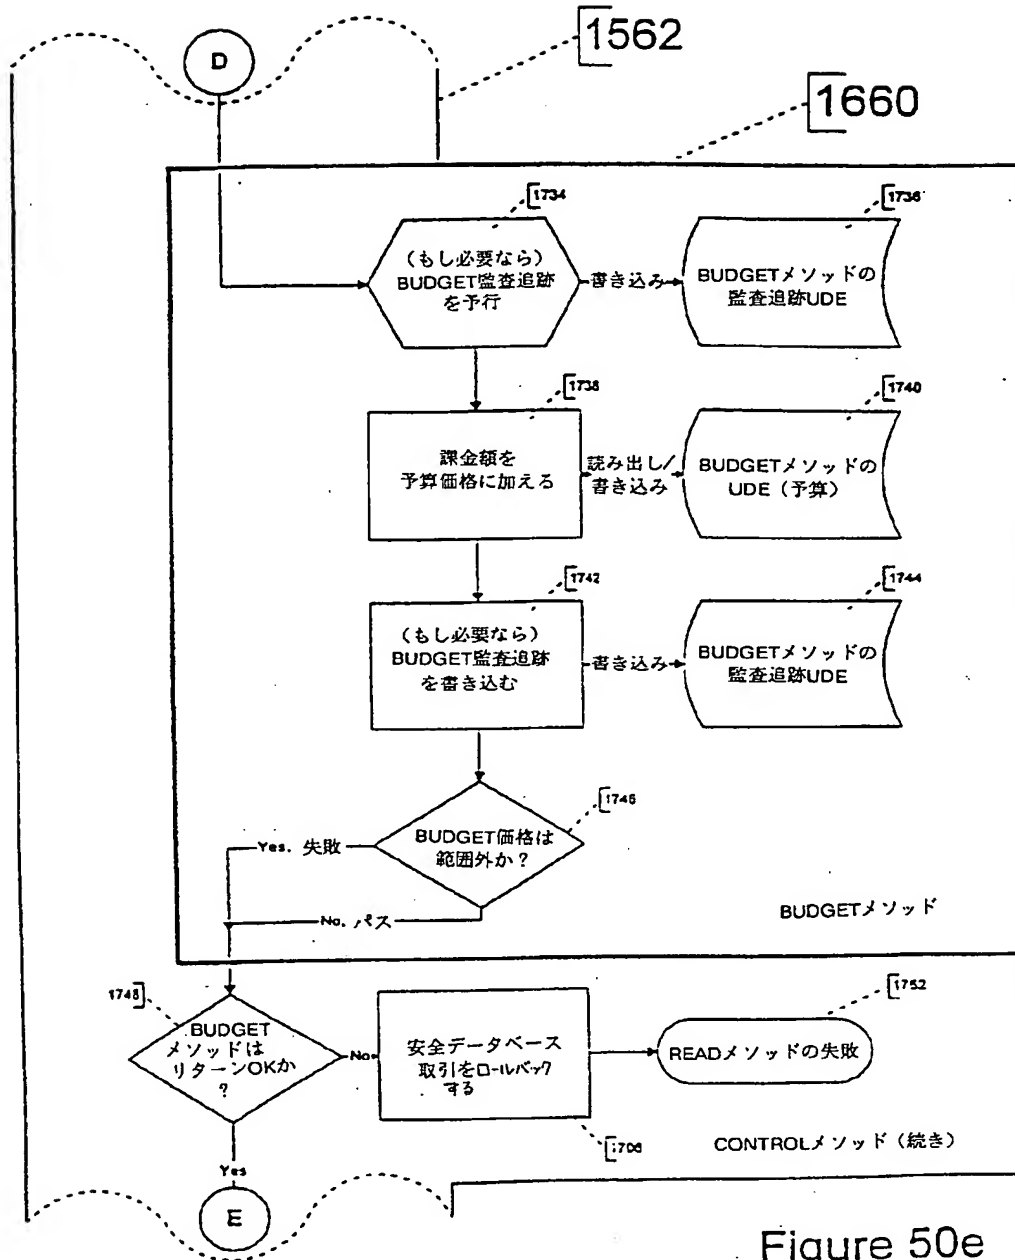 D
1562
1660
1734
(もし必要なら)
BUDGET監査追跡
を予行
書き込み
1736
BUDGETメソッドの
監査追跡UDE
1738
課金額を
予算価格に加える
読み出し/
書き込み
1740
BUDGETメソッドの
UDE(予算)
1742
(もし必要なら)
BUDGET監査追跡
を書き込む
書き込み
1744
BUDGETメソッドの
監査追跡UDE
1746
BUDGET価格は
範囲外か?
Yes. 失敗
No. パス
BUDGETメソッド
1748
BUDGET
メソッドは
リターンOKか
?
No
安全データベース
取引をロールバック
する
1752
READメソッドの失敗
CONTROLメソッド(続き)
Yes
E
Figure 50e